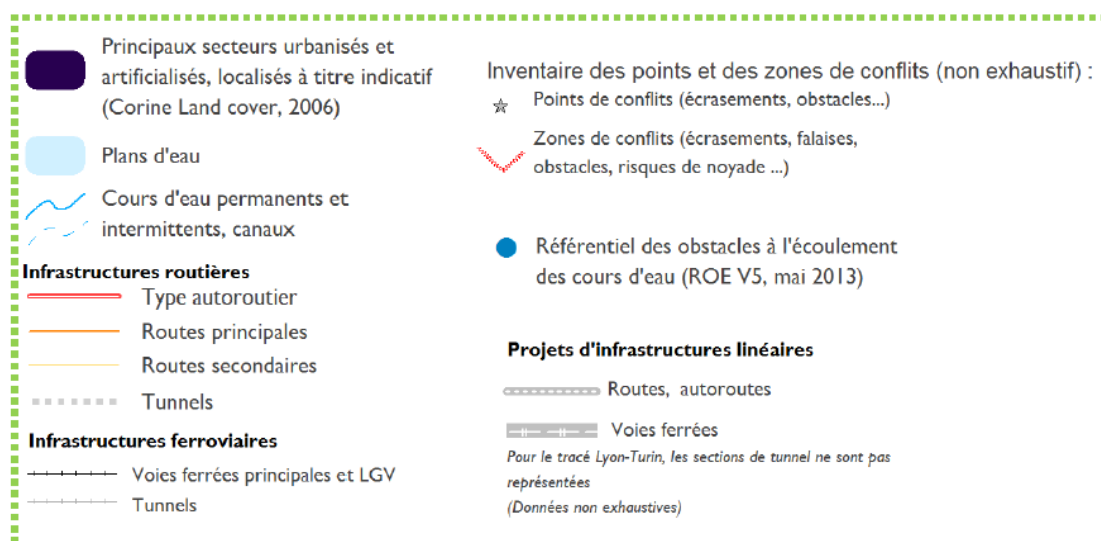 Principaux secteurs urbanisés et
artificialisés, localisés à titre indicatif
(Corine Land cover, 2006)
Plans d'eau
Cours d'eau permanents et
intermittents, canaux
Infrastructures routières
Type autoroutier
Routes principales
Routes secondaires
Tunnels
Infrastructures ferroviaires
Voies ferrées principales et LGV
Tunnels
Inventaire des points et des zones de conflits (non exhaustif) :
Points de conflits (écrasements, obstacles...)
Zones de conflits (écrasements, falaises,
obstacles, risques de noyade ...)
Référentiel des obstacles à l'écoulement
des cours d'eau (ROE V5, mai 2013)
Projets d'infrastructures linéaires
Routes, autoroutes
Voies ferrées
Pour le tracé Lyon-Turin, les sections de tunnel ne sont pas
représentées
(Données non exhaustives)